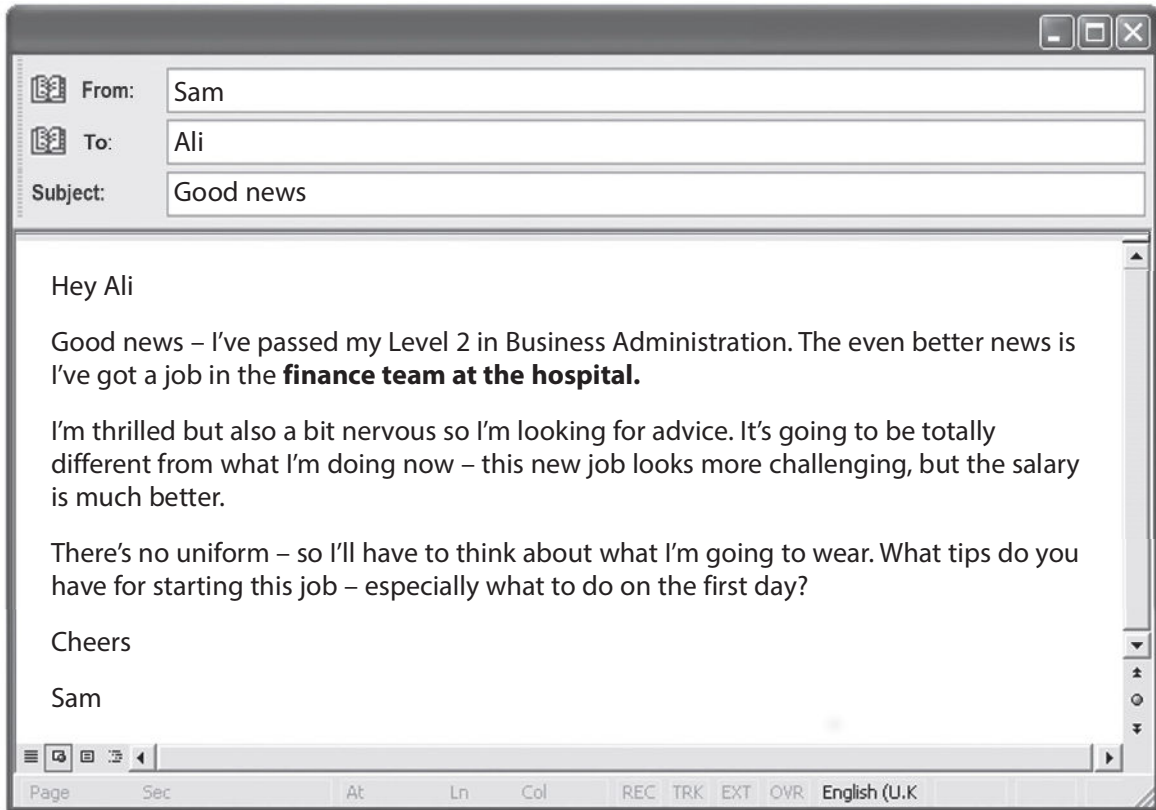 From: Sam
To: Ali
Subject: Good news
Hey Ali
Good news – I've passed my Level 2 in Business Administration. The even better news is
I've got a job in the finance team at the hospital.
I'm thrilled but also a bit nervous so I'm looking for advice. It's going to be totally
different from what I'm doing now – this new job looks more challenging, but the salary
is much better.
There's no uniform – so I'll have to think about what I'm going to wear. What tips do you
have for starting this job – especially what to do on the first day?
Cheers
Sam
Page Sec At Ln Col REC TRK EXT OVR English (U.K